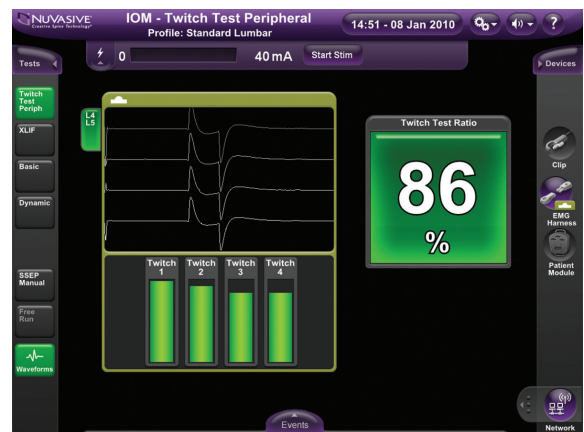 NUVASIVE
Creative Spine Technology
IOM - Twitch Test Peripheral
Profile: Standard Lumbar
14:51 - 08 Jan 2010
?
Tests
0
40 mA
Start Stim
Devices
Twitch
Test
Periph
XLIF
Basic
Dynamic
SSEP
Manual
Free
Run
Waveforms
L4
L5
Twitch
1
Twitch
2
Twitch
3
Twitch
4
Twitch Test Ratio
86
%
Clip
EMG
Harness
Patient
Module
Events
Network